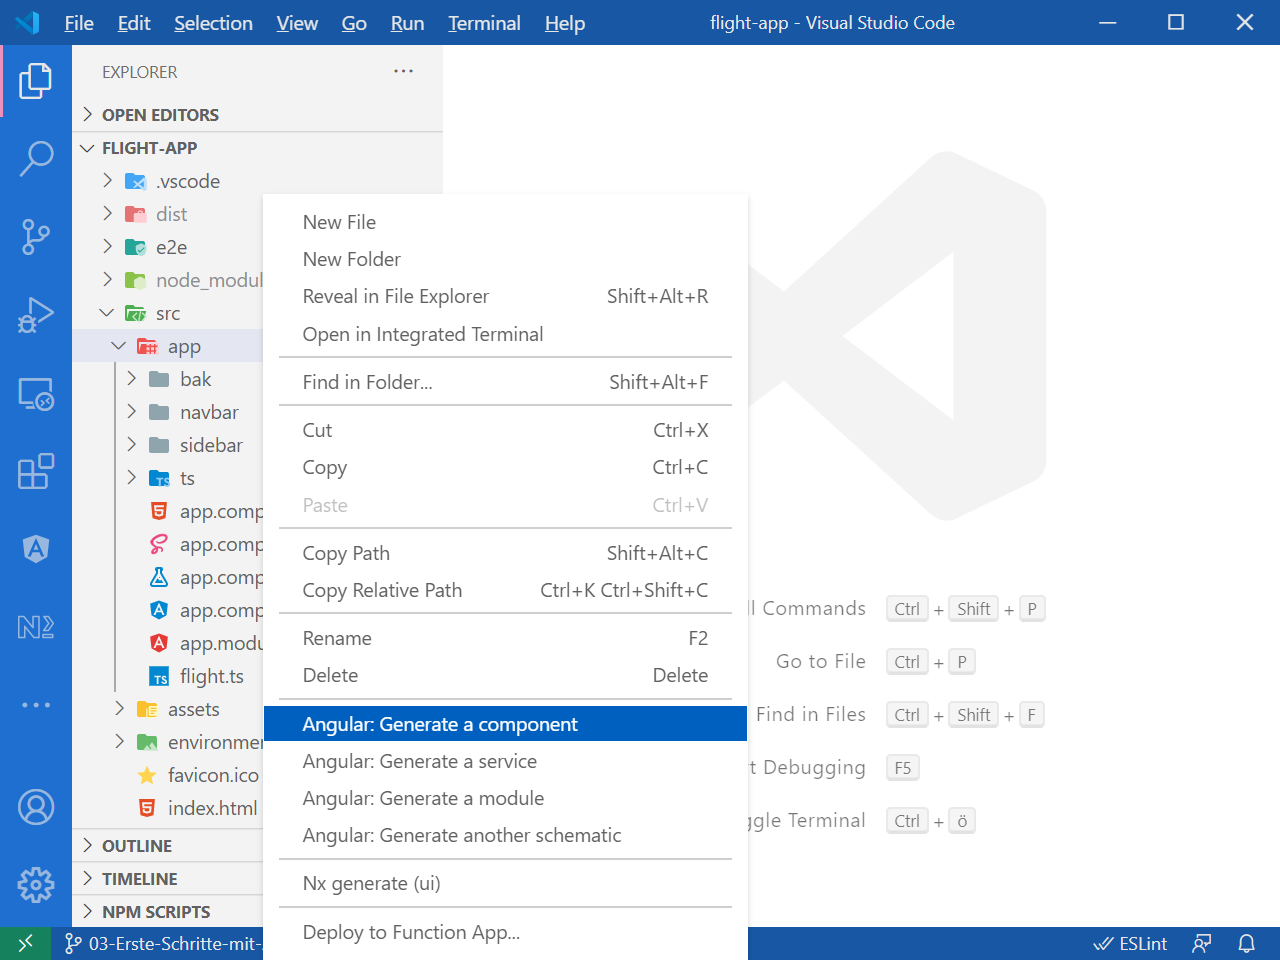 File Edit Selection View Go Run Terminal Help flight-app - Visual Studio Code
EXPLORER
OPEN EDITORS
FLIGHT-APP
.vscode
dist
e2e
node_modul
src
app
bak
navbar
sidebar
ts
app.comp
app.comp
app.comp
app.comp
app.modu
flight.ts
assets
environmen
favicon.ico
index.html
OUTLINE
TIMELINE
NPM SCRIPTS
New File
New Folder
Reveal in File Explorer Shift+Alt+R
Open in Integrated Terminal
Find in Folder... Shift+Alt+F
Cut Ctrl+X
Copy Ctrl+C
Paste Ctrl+V
Copy Path Shift+Alt+C
Copy Relative Path Ctrl+K Ctrl+Shift+C
Rename F2
Delete Delete
Angular: Generate a component
Angular: Generate a service
Angular: Generate a module
Angular: Generate another schematic
Nx generate (ui)
Deploy to Function App...
ll Commands Ctrl + Shift + P
Go to File Ctrl + P
Find in Files Ctrl + Shift + F
t Debugging F5
ggle Terminal Ctrl + ö
03-Erste-Schritte-mit- ESLint